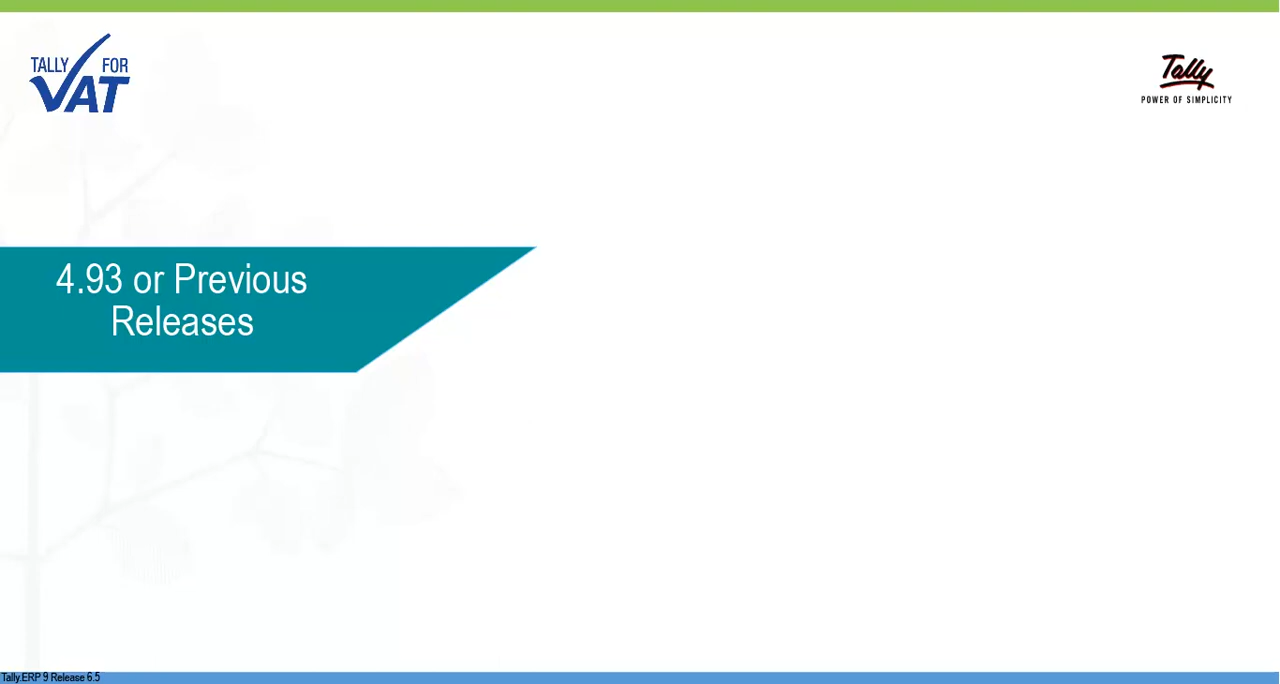 TALLY FOR
VAT
Tally
POWER OF SIMPLICITY
4.93 or Previous
Releases
Tally.ERP 9 Release 6.5